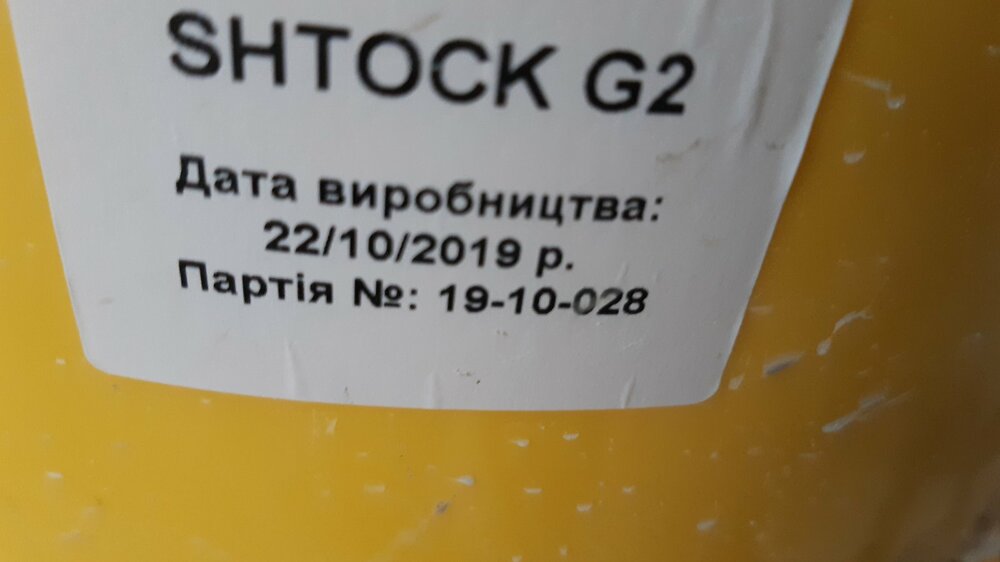 SHTOCK G2
Дата виробництва:
22/10/2019 р.
Партія №: 19-10-028